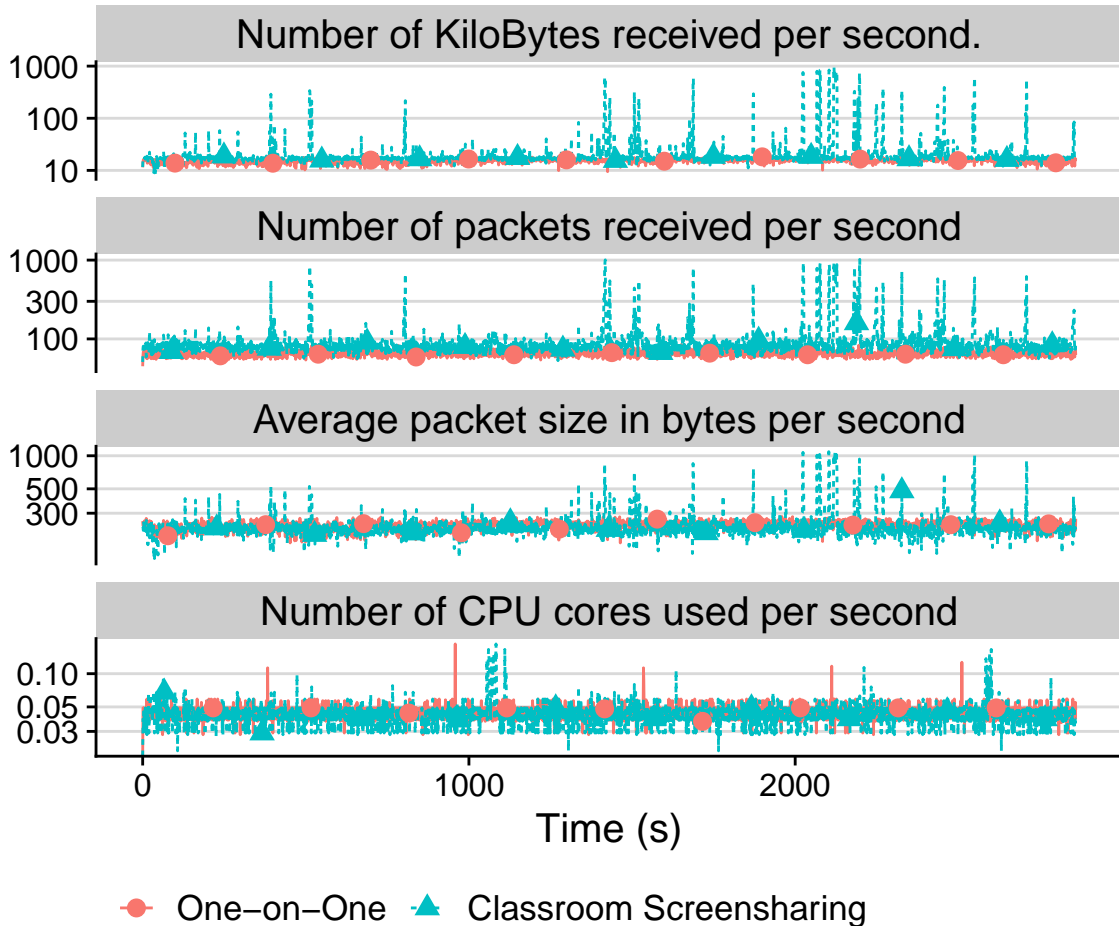 Number of KiloBytes received per second.
1000
100
10
Number of packets received per second
1000
300
100
Average packet size in bytes per second
1000
500
300
Number of CPU cores used per second
0.10
0.05
0.03
0 1000 2000
Time (s)
One−on−One Classroom Screensharing